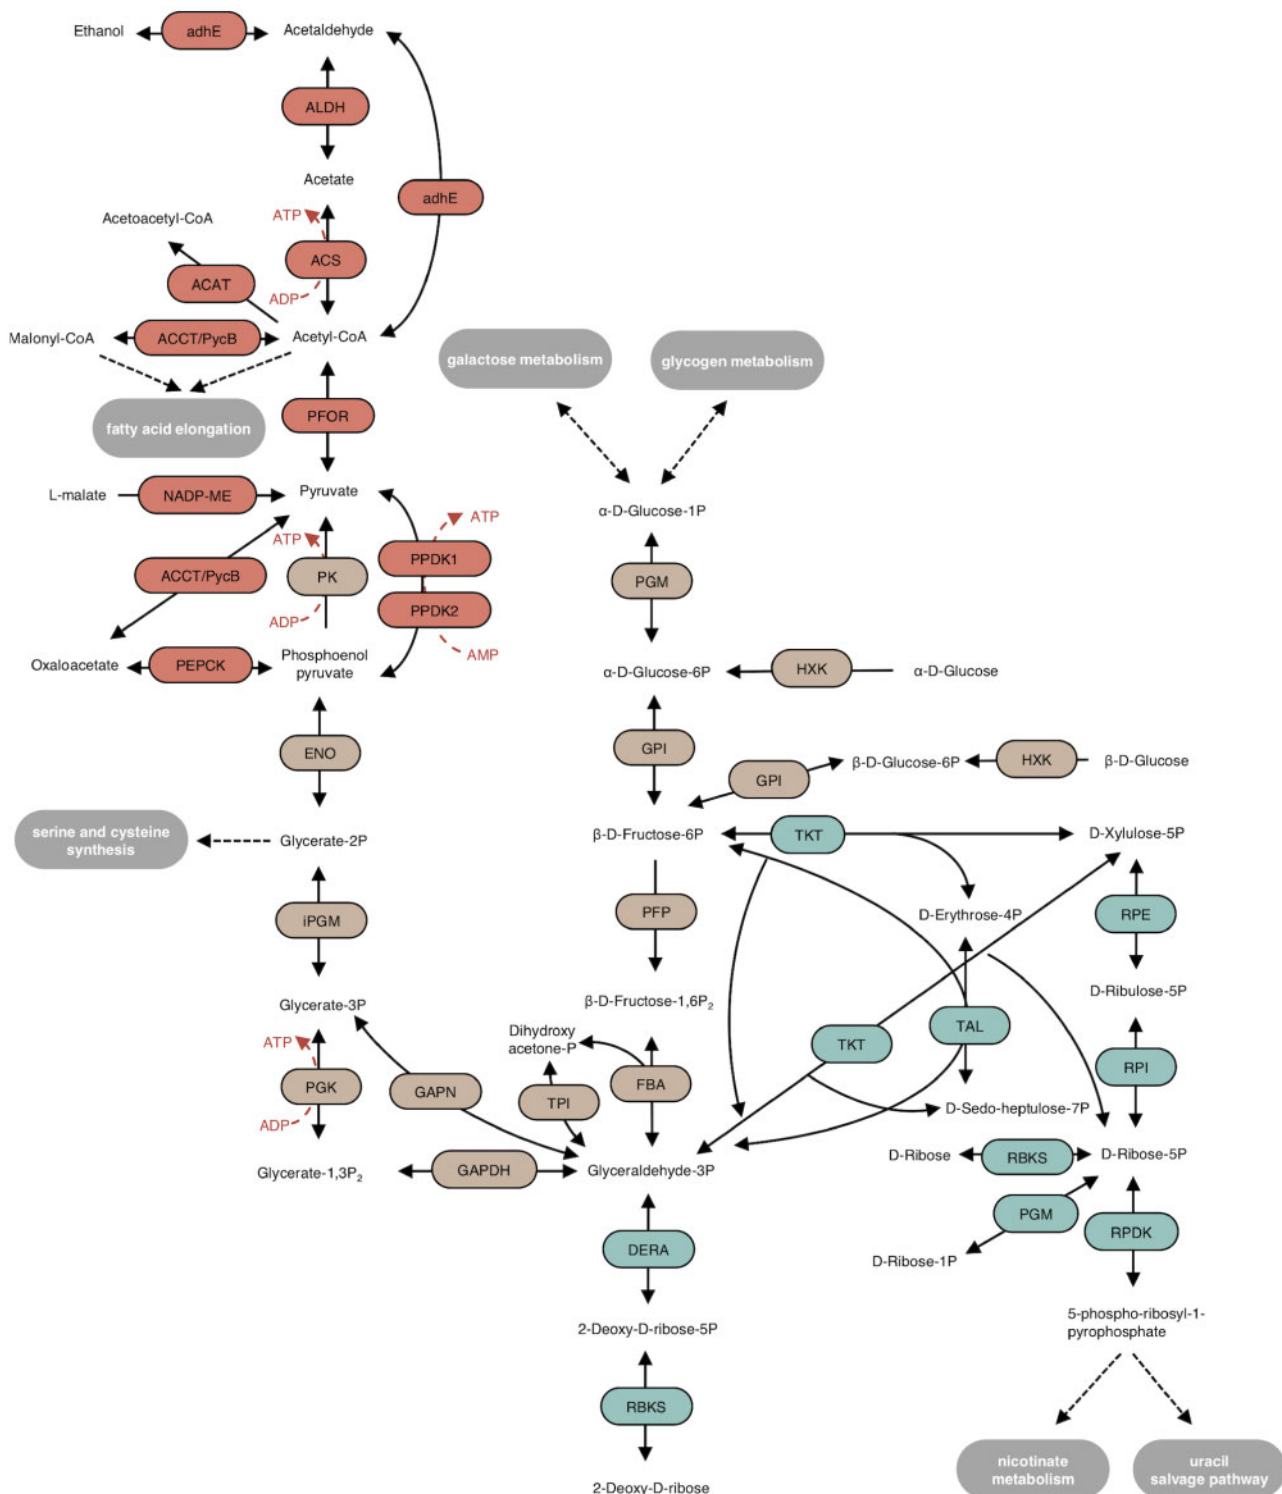 Ethanol
adhE
Acetaldehyde
ALDH
Acetate
adhE
Acetoacetyl-CoA
ATP
ACS
ACAT
ADP
Malonyl-CoA
ACCT/PycB
Acetyl-CoA
galactose metabolism
glycogen metabolism
fatty acid elongation
PFOR
L-malate
NADP-ME
Pyruvate
α-D-Glucose-1P
ATP
ATP
PPDK1
ACCT/PycB
PK
PGM
PPDK2
ADP
AMP
Oxaloacetate
PEPCK
Phosphoenol
pyruvate
α-D-Glucose-6P
HXK
α-D-Glucose
ENO
GPI
GPI
β-D-Glucose-6P
HXK
β-D-Glucose
serine and cysteine
synthesis
Glycerate-2P
β-D-Fructose-6P
TKT
D-Xylulose-5P
iPGM
PFP
D-Erythrose-4P
RPE
Glycerate-3P
β-D-Fructose-1,6P₂
D-Ribulose-5P
ATP
Dihydroxy
acetone-P
TKT
TAL
PGK
GAPN
TPI
FBA
RPI
ADP
D-Sedo-heptulose-7P
Glycerate-1,3P₂
GAPDH
Glyceraldehyde-3P
D-Ribose
RBKS
D-Ribose-5P
PGM
RPDK
DERA
D-Ribose-1P
2-Deoxy-D-ribose-5P
5-phospho-ribosyl-1-
pyrophosphate
RBKS
nicotinate
metabolism
uracil
salvage pathway
2-Deoxy-D-ribose